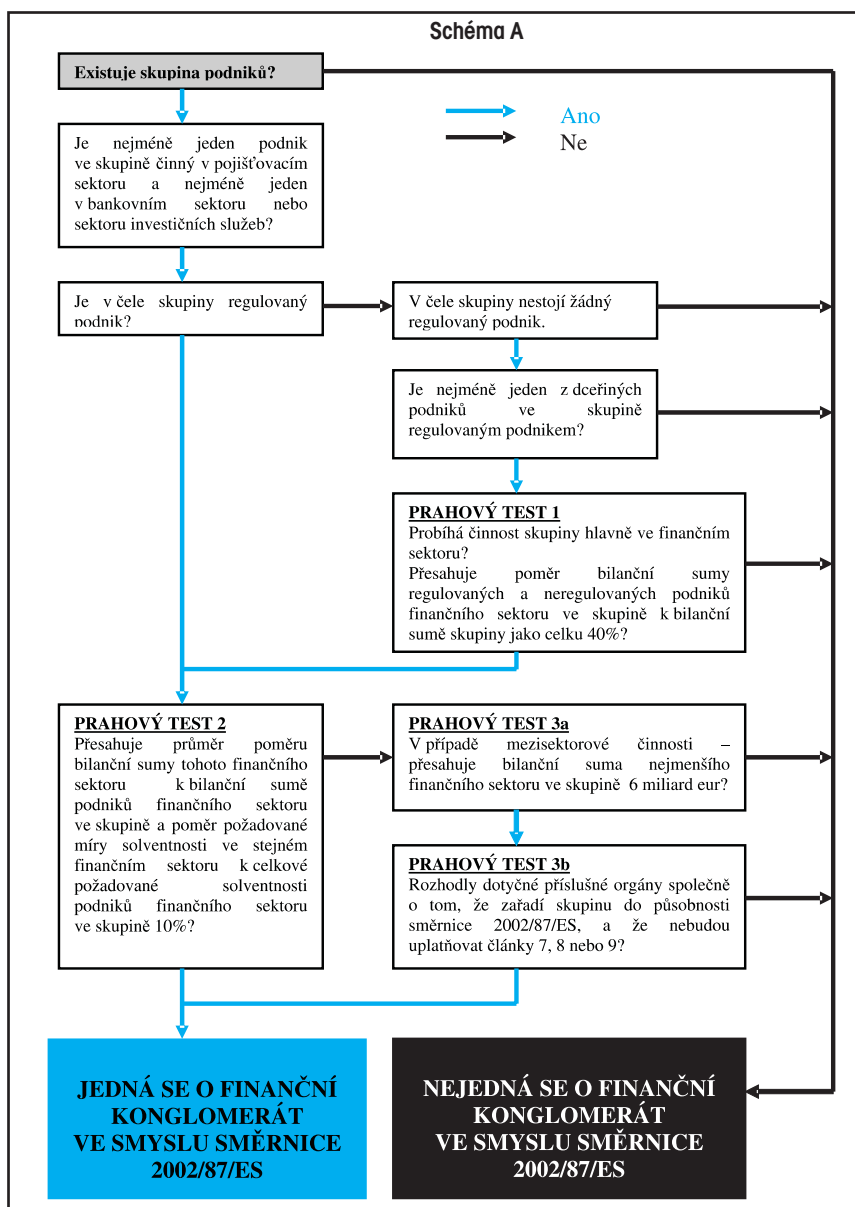 Schéma A
Existuje skupina podniků?
Ano
Ne
Je nejméně jeden podnik
ve skupině činný v pojišťovacím
sektoru a nejméně jeden
v bankovním sektoru nebo
sektoru investičních služeb?
Je v čele skupiny regulovaný
podnik?
V čele skupiny nestojí žádný
regulovaný podnik.
Je nejméně jeden z dceřiných
podniků ve skupině
regulovaným podnikem?
PRAHOVÝ TEST 1
Probíhá činnost skupiny hlavně ve finančním
sektoru?
Přesahuje poměr bilanční sumy
regulovaných a neregulovaných podniků
finančního sektoru ve skupině k bilanční
sumě skupiny jako celku 40%?
PRAHOVÝ TEST 2
Přesahuje průměr poměru
bilanční sumy tohoto finančního
sektoru k bilanční sumě
podniků finančního sektoru
ve skupině a poměr požadované
míry solventnosti ve stejném
finančním sektoru k celkové
požadované solventnosti
podniků finančního sektoru
ve skupině 10%?
PRAHOVÝ TEST 3a
V případě mezisektorové činnosti –
přesahuje bilanční suma nejmenšího
finančního sektoru ve skupině 6 miliard eur?
PRAHOVÝ TEST 3b
Rozhodly dotyčné příslušné orgány společně
o tom, že zařadí skupinu do působnosti
směrnice 2002/87/ES, a že nebudou
uplatňovat články 7, 8 nebo 9?
JEDNÁ SE O FINANČNÍ
KONGLOMERÁT
VE SMYSLU SMĚRNICE
2002/87/ES
NEJEDNÁ SE O FINANČNÍ
KONGLOMERÁT
VE SMYSLU SMĚRNICE
2002/87/ES